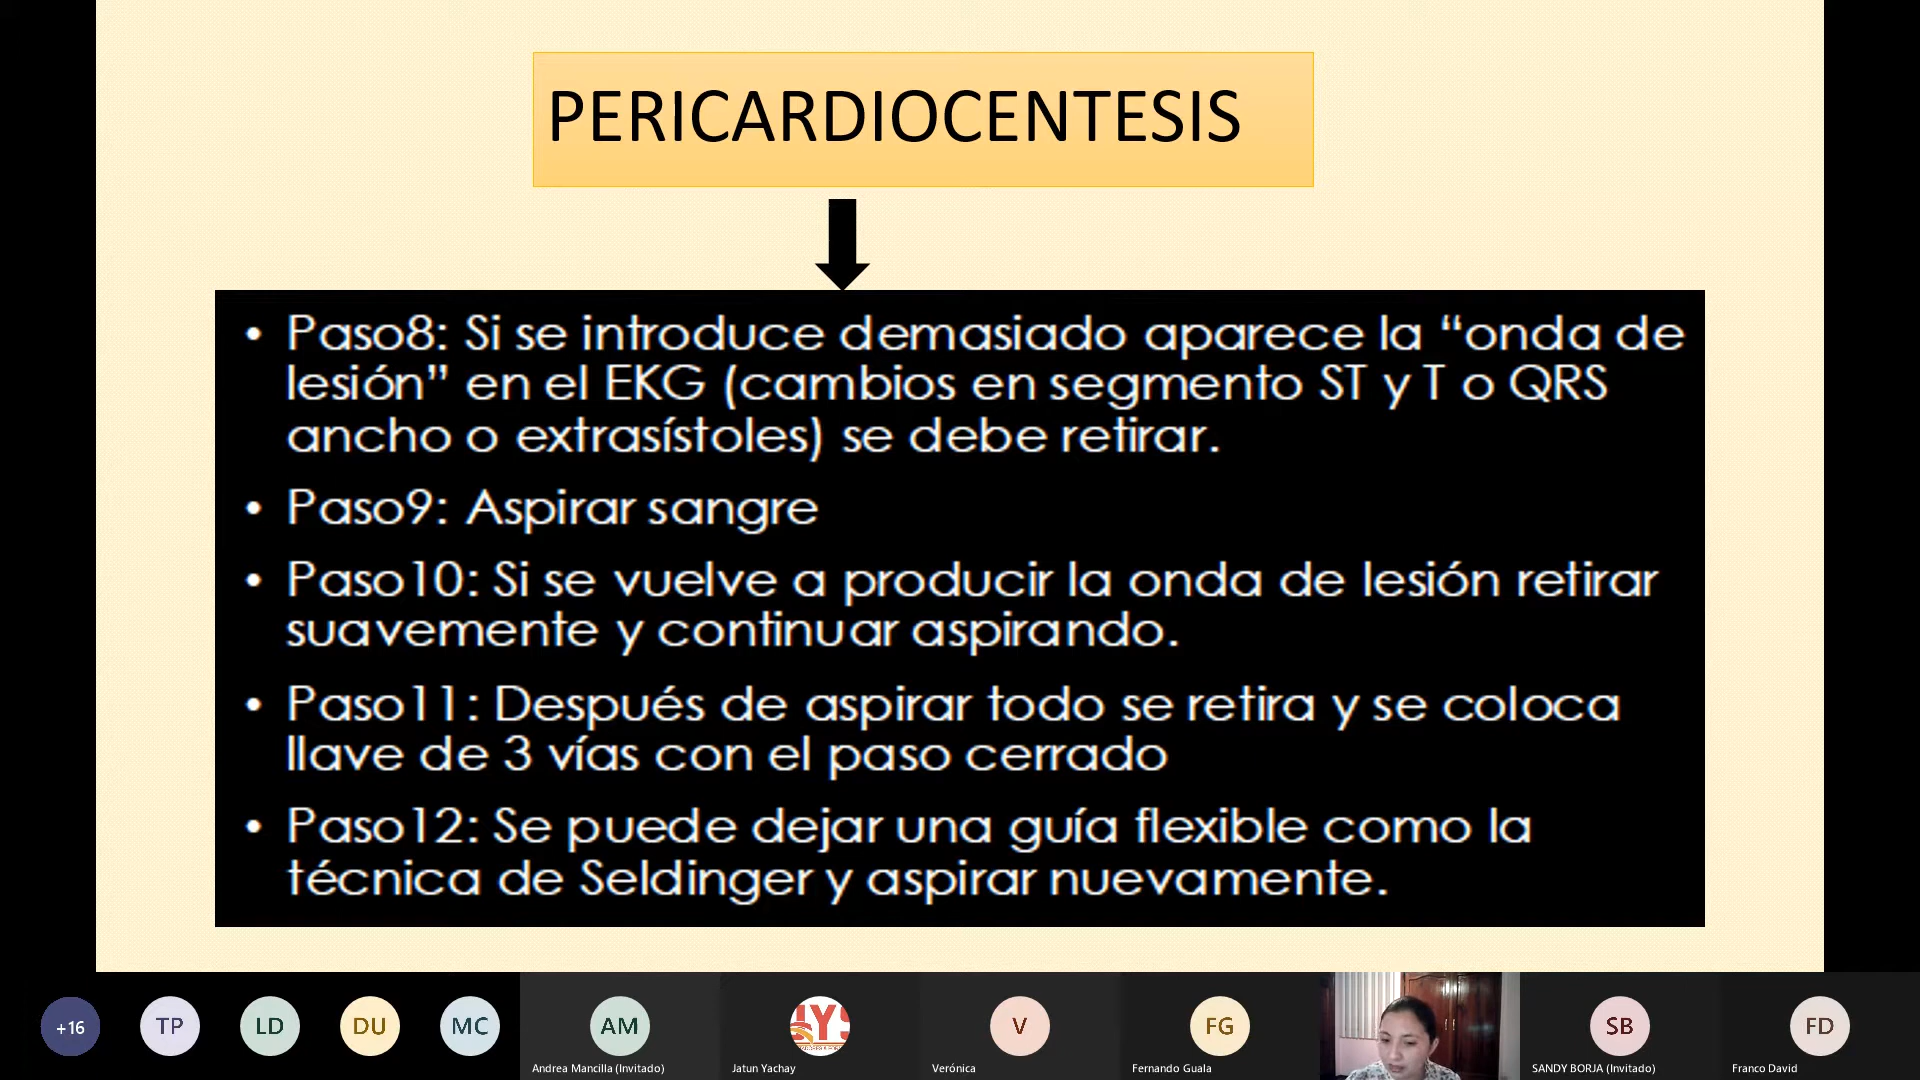 PERICARDIOCENTESIS
• Paso8: Si se introduce demasiado aparece la “onda de
lesión” en el EKG (cambios en segmento ST y T o QRS
ancho o extrasístoles) se debe retirar.
• Paso9: Aspirar sangre
• Paso10: Si se vuelve a producir la onda de lesión retirar
suavemente y continuar aspirando.
• Paso11: Después de aspirar todo se retira y se coloca
llave de 3 vías con el paso cerrado
• Paso12: Se puede dejar una guía flexible como la
técnica de Seldinger y aspirar nuevamente.
+16
TP
LD
DU
MC
AM
V
FG
SB
FD
Andrea Mancilla (Invitado)
Jatun Yachay
Verónica
Fernando Guala
SANDY BORJA (Invitado)
Franco David